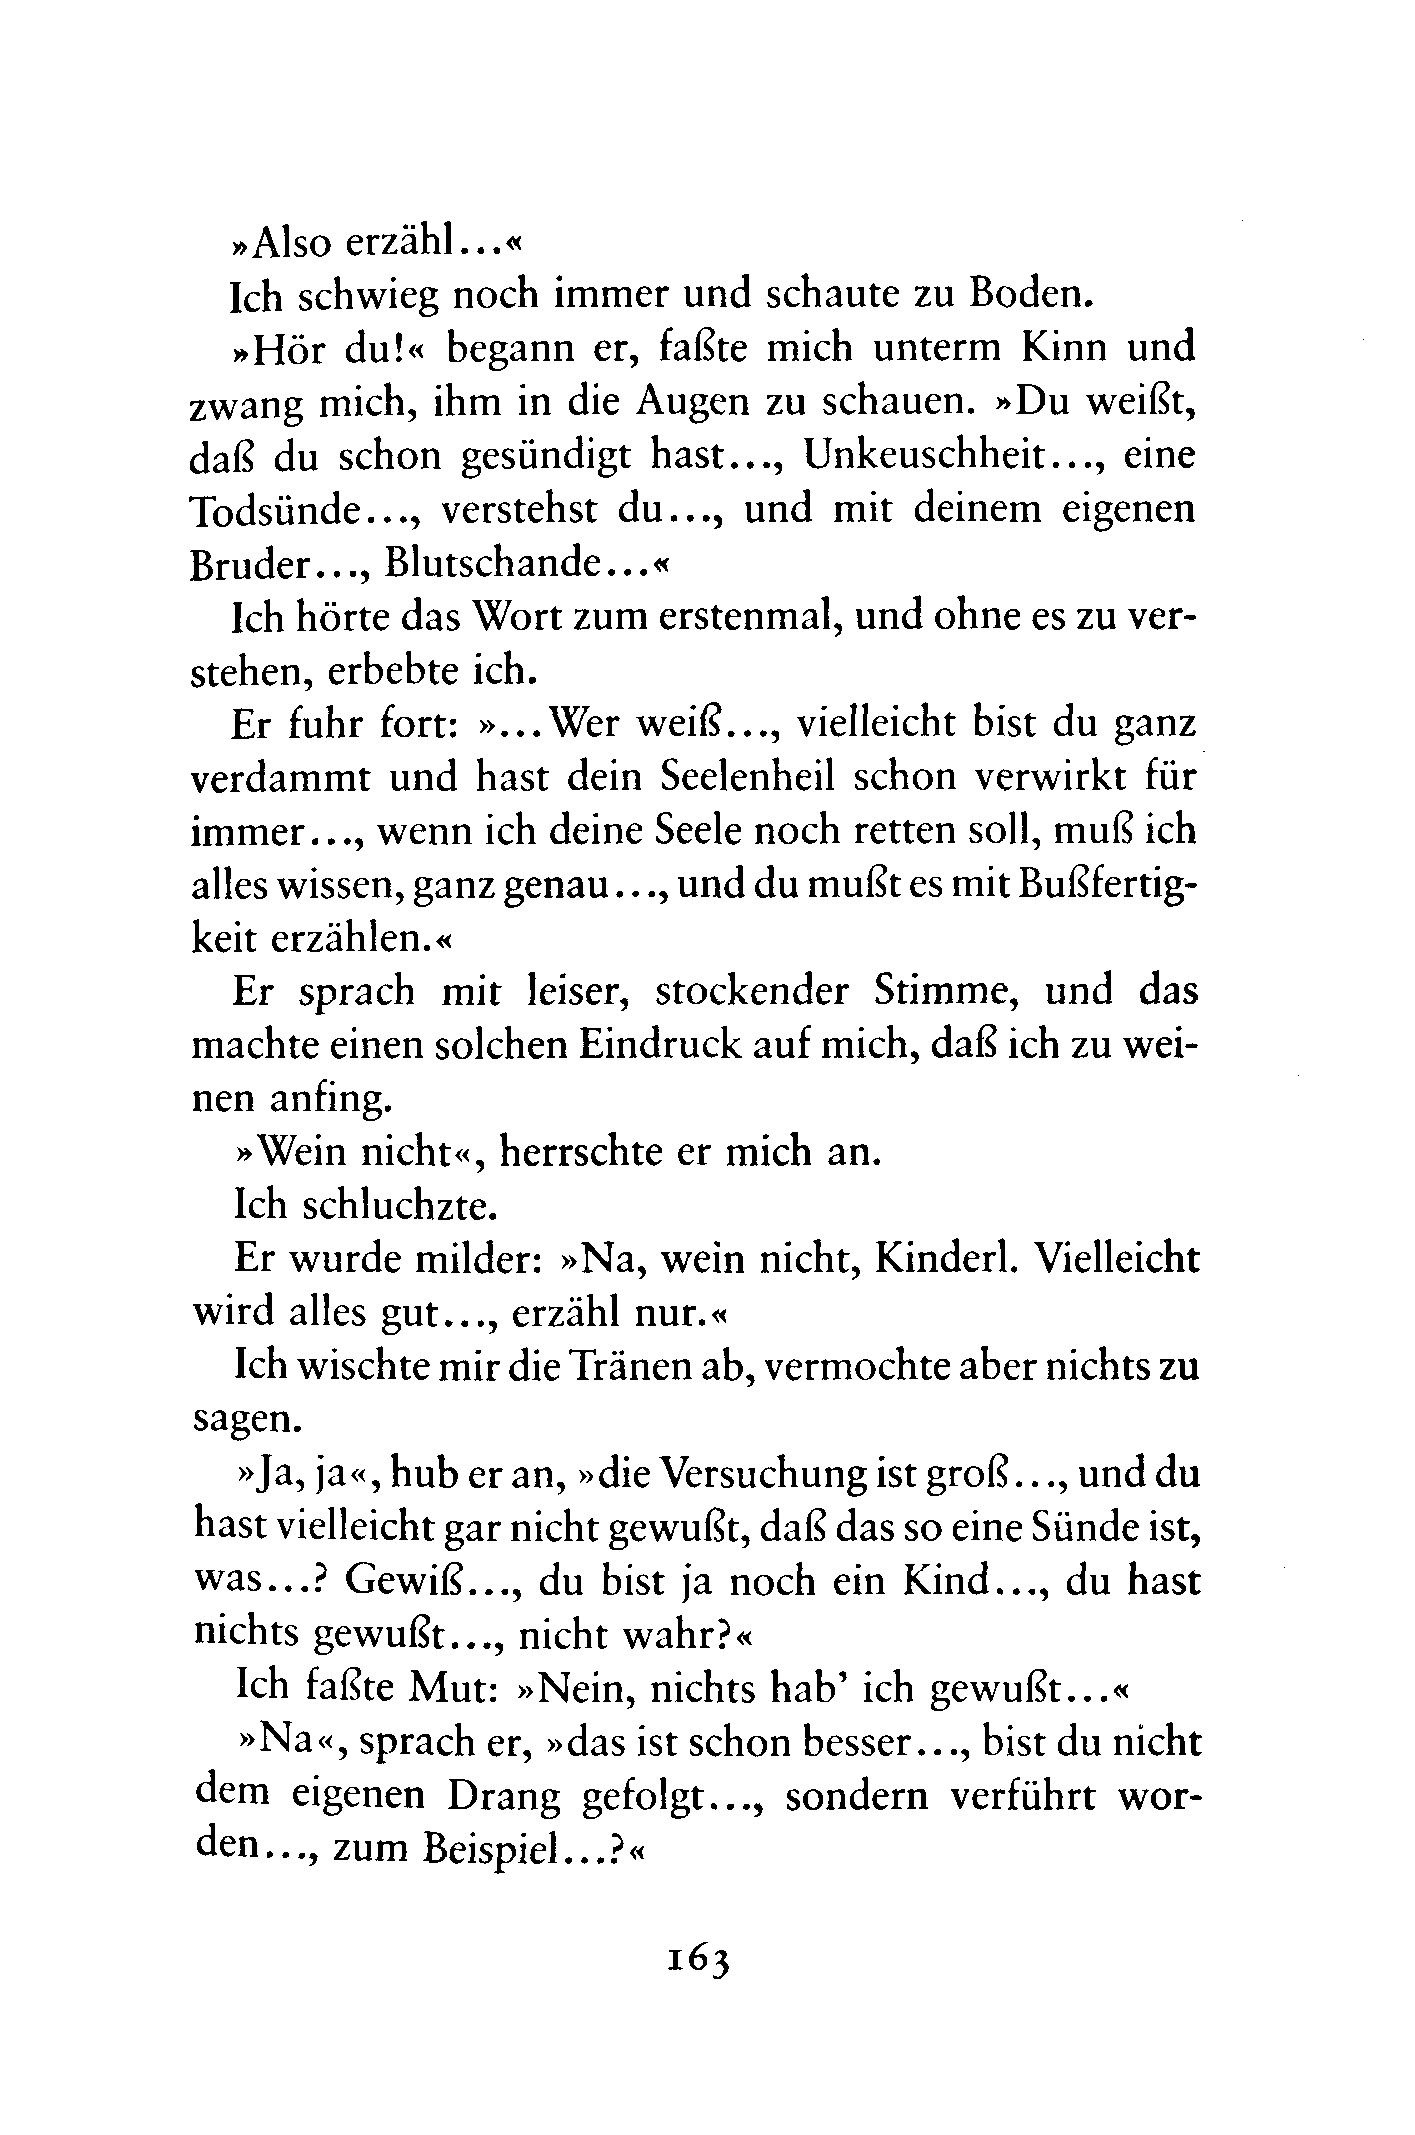 »Also erzähl...«
Ich schwieg noch immer und schaute zu Boden.
»Hör du!« begann er, faßte mich unterm Kinn und
zwang mich, ihm in die Augen zu schauen. »Du weißt,
daß du schon gesündigt hast..., Unkeuschheit..., eine
Todsünde..., verstehst du..., und mit deinem eigenen
Bruder..., Blutschande...«
Ich hörte das Wort zum erstenmal, und ohne es zu ver-
stehen, erbebte ich.
Er fuhr fort: »...Wer weiß..., vielleicht bist du ganz
verdammt und hast dein Seelenheil schon verwirkt für
immer..., wenn ich deine Seele noch retten soll, muß ich
alles wissen, ganz genau..., und du mußt es mit Bußfertig-
keit erzählen.«
Er sprach mit leiser, stockender Stimme, und das
machte einen solchen Eindruck auf mich, daß ich zu wei-
nen anfing.
»Wein nicht«, herrschte er mich an.
Ich schluchzte.
Er wurde milder: »Na, wein nicht, Kinderl. Vielleicht
wird alles gut..., erzähl nur.«
Ich wischte mir die Tränen ab, vermochte aber nichts zu
sagen.
»Ja, ja«, hub er an, »die Versuchung ist groß..., und du
hast vielleicht gar nicht gewußt, daß das so eine Sünde ist,
was...? Gewiß..., du bist ja noch ein Kind..., du hast
nichts gewußt..., nicht wahr?«
Ich faßte Mut: »Nein, nichts hab’ ich gewußt...«
»Na«, sprach er, »das ist schon besser..., bist du nicht
dem eigenen Drang gefolgt..., sondern verführt wor-
den..., zum Beispiel...?«
163